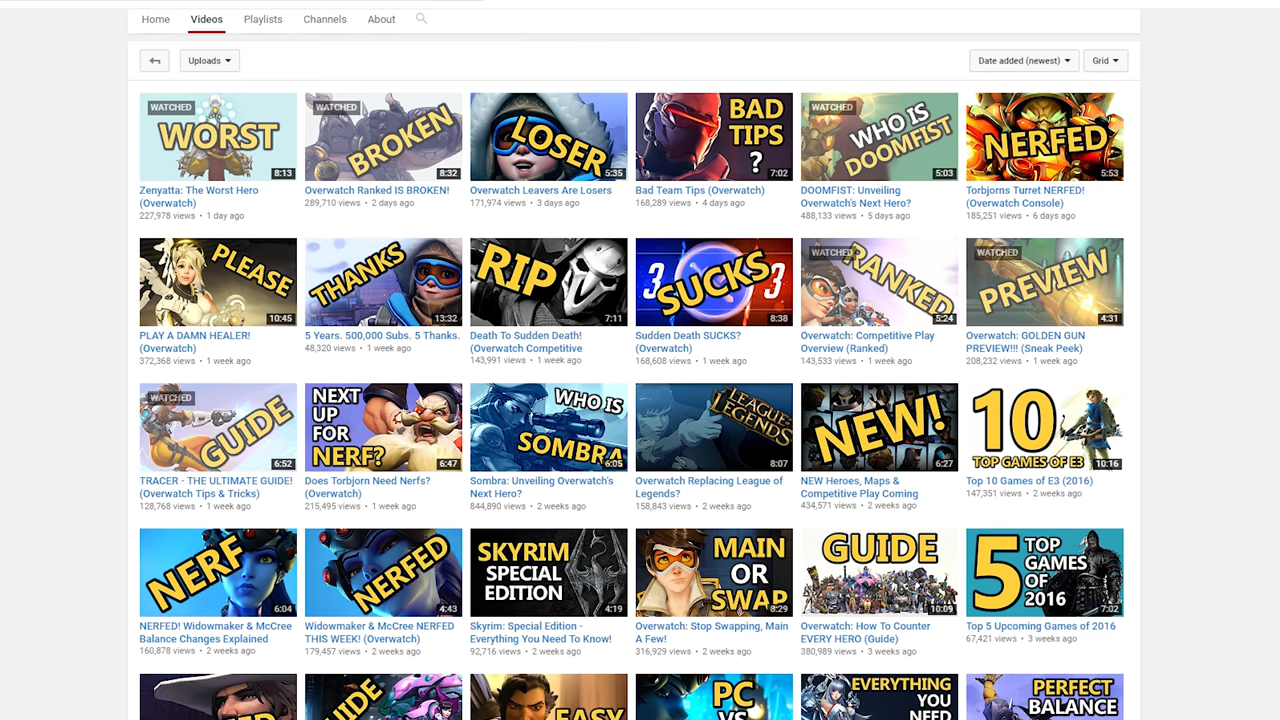 Home Videos Playlists Channels About
Uploads Date added (newest) Grid
WATCHED
WORST
8:13
WATCHED
BROKEN
8:32
LOSER
5:35
BAD
TIPS
?
7:02
WATCHED
WHO IS
DOOMFIST
5:03
NERFED
5:53
Zenyatta: The Worst Hero
(Overwatch)
227,978 views • 1 day ago
Overwatch Ranked IS BROKEN!
289,710 views • 2 days ago
Overwatch Leavers Are Losers
171,974 views • 3 days ago
Bad Team Tips (Overwatch)
168,289 views • 4 days ago
DOOMFIST: Unveiling
Overwatch's Next Hero?
488,133 views • 5 days ago
Torbjorns Turret NERFED!
(Overwatch Console)
185,251 views • 6 days ago
PLEASE
10:45
THANKS
13:32
RIP
7:11
3 SUCKS 3
8:38
WATCHED
RANKED
5:24
WATCHED
PREVIEW
4:31
PLAY A DAMN HEALER!
(Overwatch)
372,368 views • 1 week ago
5 Years. 500,000 Subs. 5 Thanks.
48,320 views • 1 week ago
Death To Sudden Death!
(Overwatch Competitive
143,991 views • 1 week ago
Sudden Death SUCKS?
(Overwatch)
168,608 views • 1 week ago
Overwatch: Competitive Play
Overview (Ranked)
143,533 views • 1 week ago
Overwatch: GOLDEN GUN
PREVIEW!!! (Sneak Peek)
208,232 views • 1 week ago
WATCHED
GUIDE
6:52
NEXT
UP
FOR
NERF?
6:47
WHO IS
SOMBRA
6:05
LEAGUE OF
LEGENDS
8:07
NEW!
6:27
10
TOP GAMES OF E3
10:16
TRACER - THE ULTIMATE GUIDE!
(Overwatch Tips & Tricks)
128,768 views • 1 week ago
Does Torbjorn Need Nerfs?
(Overwatch)
215,495 views • 1 week ago
Sombra: Unveiling Overwatch's
Next Hero?
844,890 views • 2 weeks ago
Overwatch Replacing League of
Legends?
158,843 views • 2 weeks ago
NEW Heroes, Maps &
Competitive Play Coming
434,571 views • 2 weeks ago
Top 10 Games of E3 (2016)
147,351 views • 2 weeks ago
NERF
6:04
NERFED
4:43
SKYRIM
SPECIAL
EDITION
4:19
MAIN
OR
SWAP
8:29
GUIDE
10:09
5 TOP
GAMES
OF
2016
7:02
NERFED! Widowmaker & McCree
Balance Changes Explained
160,878 views • 2 weeks ago
Widowmaker & McCree NERFED
THIS WEEK! (Overwatch)
179,457 views • 2 weeks ago
Skyrim: Special Edition -
Everything You Need To Know!
92,716 views • 2 weeks ago
Overwatch: Stop Swapping, Main
A Few!
316,929 views • 2 weeks ago
Overwatch: How To Counter
EVERY HERO (Guide)
380,989 views • 3 weeks ago
Top 5 Upcoming Games of 2016
67,421 views • 3 weeks ago
GUIDE
EASY
PC
VS
EVERYTHING
YOU
NEED
PERFECT
BALANCE